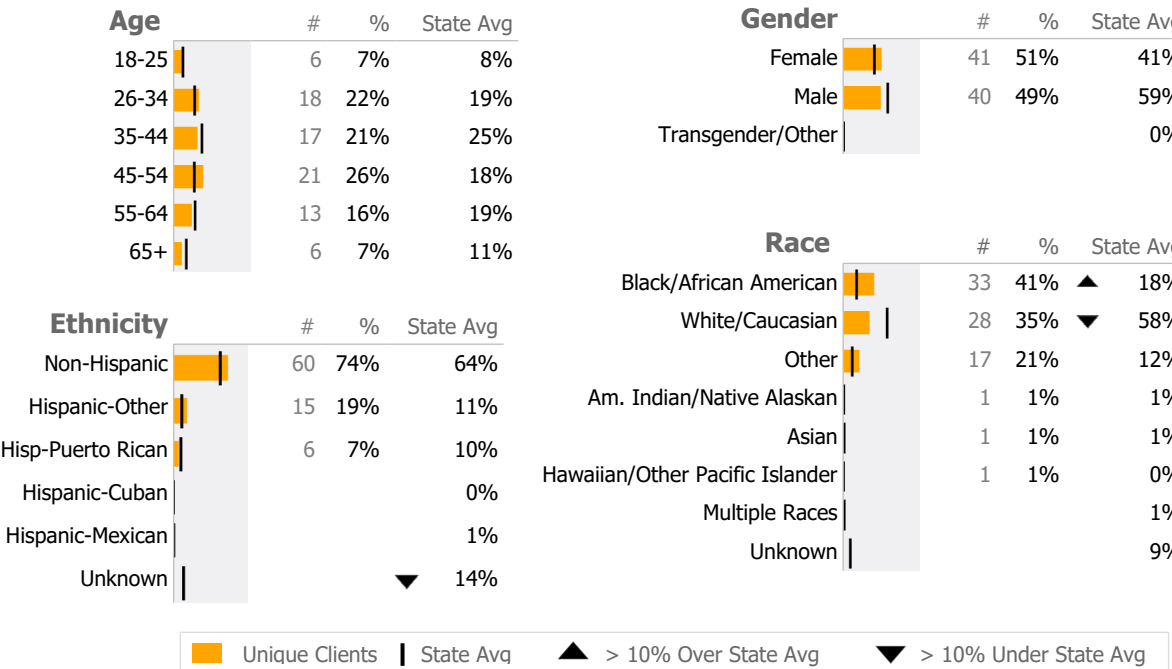 Age # % State Avg
18-25 6 7% 8%
26-34 18 22% 19%
35-44 17 21% 25%
45-54 21 26% 18%
55-64 13 16% 19%
65+ 6 7% 11%
Ethnicity # % State Avg
Non-Hispanic 60 74% 64%
Hispanic-Other 15 19% 11%
Hisp-Puerto Rican 6 7% 10%
Hispanic-Cuban 0%
Hispanic-Mexican 1%
Unknown ▼ 14%
Gender # % State Avg
Female 41 51% 41%
Male 40 49% 59%
Transgender/Other 0%
Race # % State Avg
Black/African American 33 41% ▲ 18%
White/Caucasian 28 35% ▼ 58%
Other 17 21% 12%
Am. Indian/Native Alaskan 1 1% 1%
Asian 1 1% 1%
Hawaiian/Other Pacific Islander 1 1% 0%
Multiple Races 1%
Unknown 9%
Unique Clients | State Avg ▲ > 10% Over State Avg ▼ > 10% Under State Avg